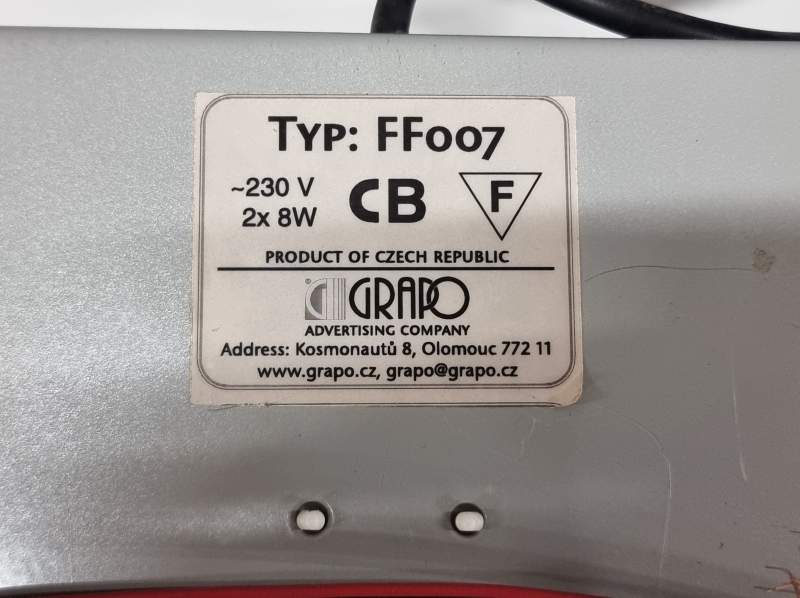 TYP: FF007
~230 V
2x 8W
CB
F
PRODUCT OF CZECH REPUBLIC
® GRAPO
ADVERTISING COMPANY
Address: Kosmonautů 8, Olomouc 772 11
www.grapo.cz, grapo@grapo.cz